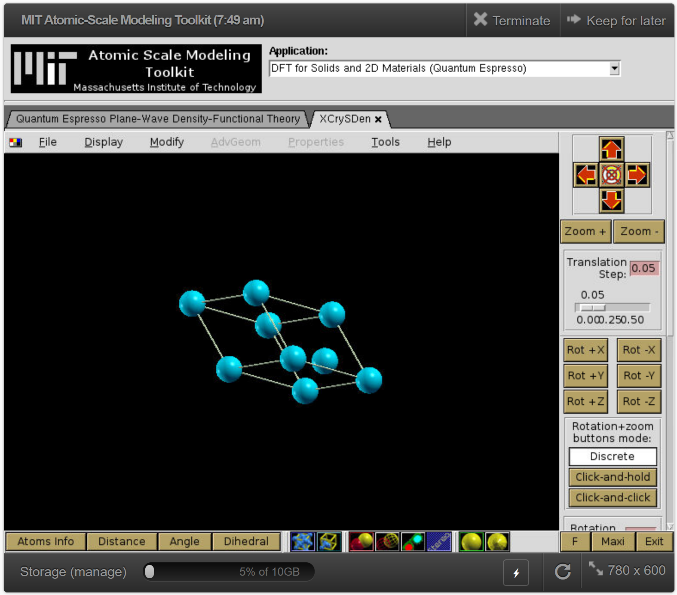 MIT Atomic-Scale Modeling Toolkit (7:49 am)
Terminate
Keep for later
Atomic Scale Modeling
Toolkit
Massachusetts Institute of Technology
Application:
DFT for Solids and 2D Materials (Quantum Espresso)
Quantum Espresso Plane-Wave Density-Functional Theory
XCrySDen
File Display Modify AdvGeom Properties Tools Help
Zoom + Zoom -
Translation
Step: 0.05
0.05
0.00 0.25 0.50
Rot +X Rot -X
Rot +Y Rot -Y
Rot +Z Rot -Z
Rotation+zoom
buttons mode:
Discrete
Click-and-hold
Click-and-click
Rotation
Atoms Info Distance Angle Dihedral stereo F Maxi Exit
Storage (manage) 5% of 10GB 780 x 600